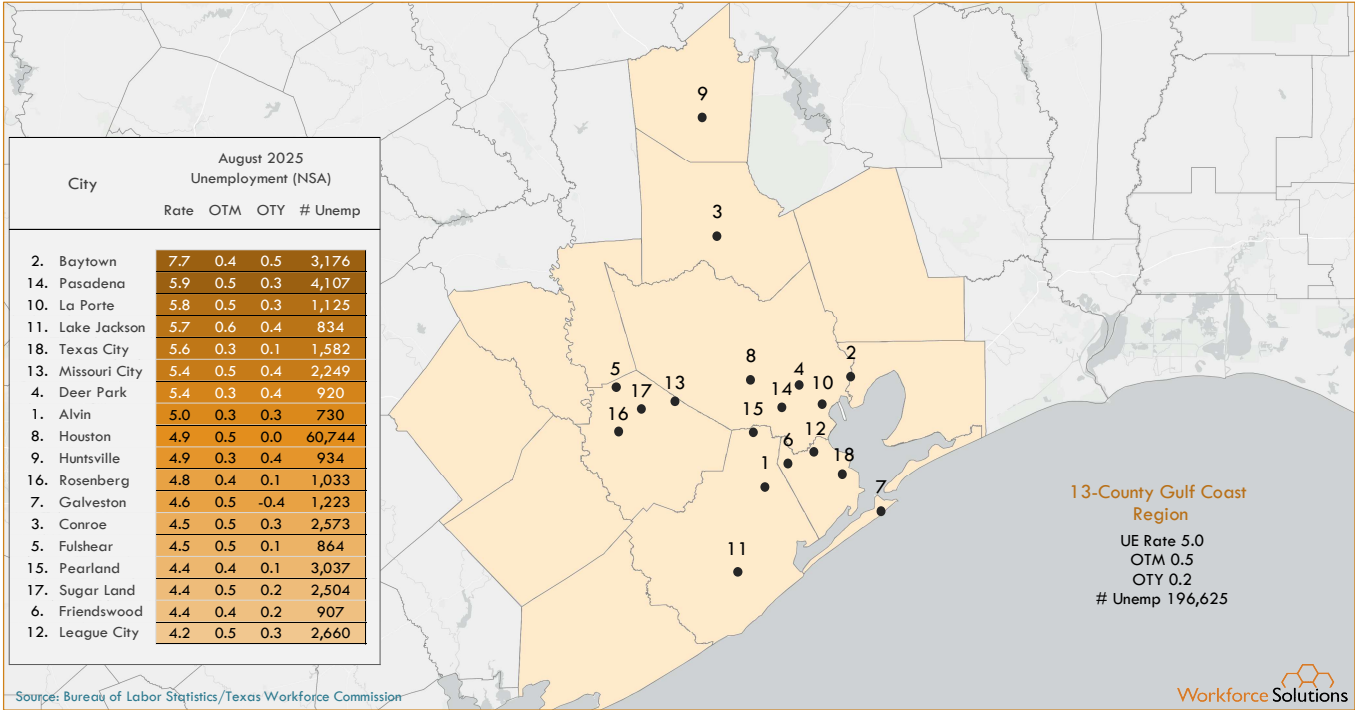 City
August 2025
Unemployment (NSA)
Rate OTM OTY # Unemp
2. Baytown 7.7 0.4 0.5 3,176
14. Pasadena 5.9 0.5 0.3 4,107
10. La Porte 5.8 0.5 0.3 1,125
11. Lake Jackson 5.7 0.6 0.4 834
18. Texas City 5.6 0.3 0.1 1,582
13. Missouri City 5.4 0.5 0.4 2,249
4. Deer Park 5.4 0.3 0.4 920
1. Alvin 5.0 0.3 0.3 730
8. Houston 4.9 0.5 0.0 60,744
9. Huntsville 4.9 0.3 0.4 934
16. Rosenberg 4.8 0.4 0.1 1,033
7. Galveston 4.6 0.5 -0.4 1,223
3. Conroe 4.5 0.5 0.3 2,573
5. Fulshear 4.5 0.5 0.1 864
15. Pearland 4.4 0.4 0.1 3,037
17. Sugar Land 4.4 0.5 0.2 2,504
6. Friendswood 4.4 0.4 0.2 907
12. League City 4.2 0.5 0.3 2,660
Source: Bureau of Labor Statistics/Texas Workforce Commission
9
3
8
2
5
4
17
13
14
10
16
15
12
6
18
1
7
11
13-County Gulf Coast
Region
UE Rate 5.0
OTM 0.5
OTY 0.2
# Unemp 196,625
Workforce Solutions